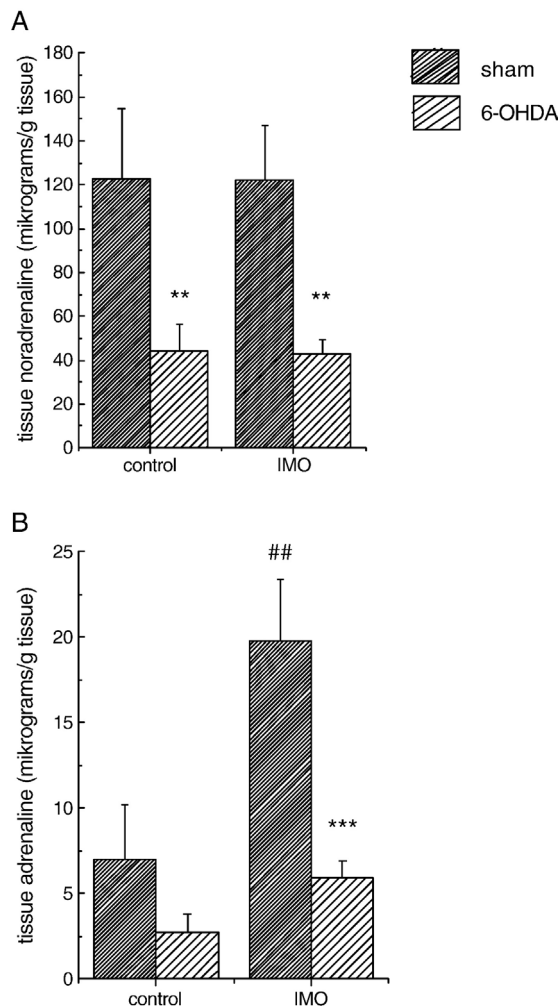 A
tissue noradrenaline (mikrograms/g tissue)
180
160
140
120
100
80
60
40
20
0
** **
control IMO
sham
6-OHDA
B
tissue adrenaline (mikrograms/g tissue)
25
20
15
10
5
0
##
***
control IMO